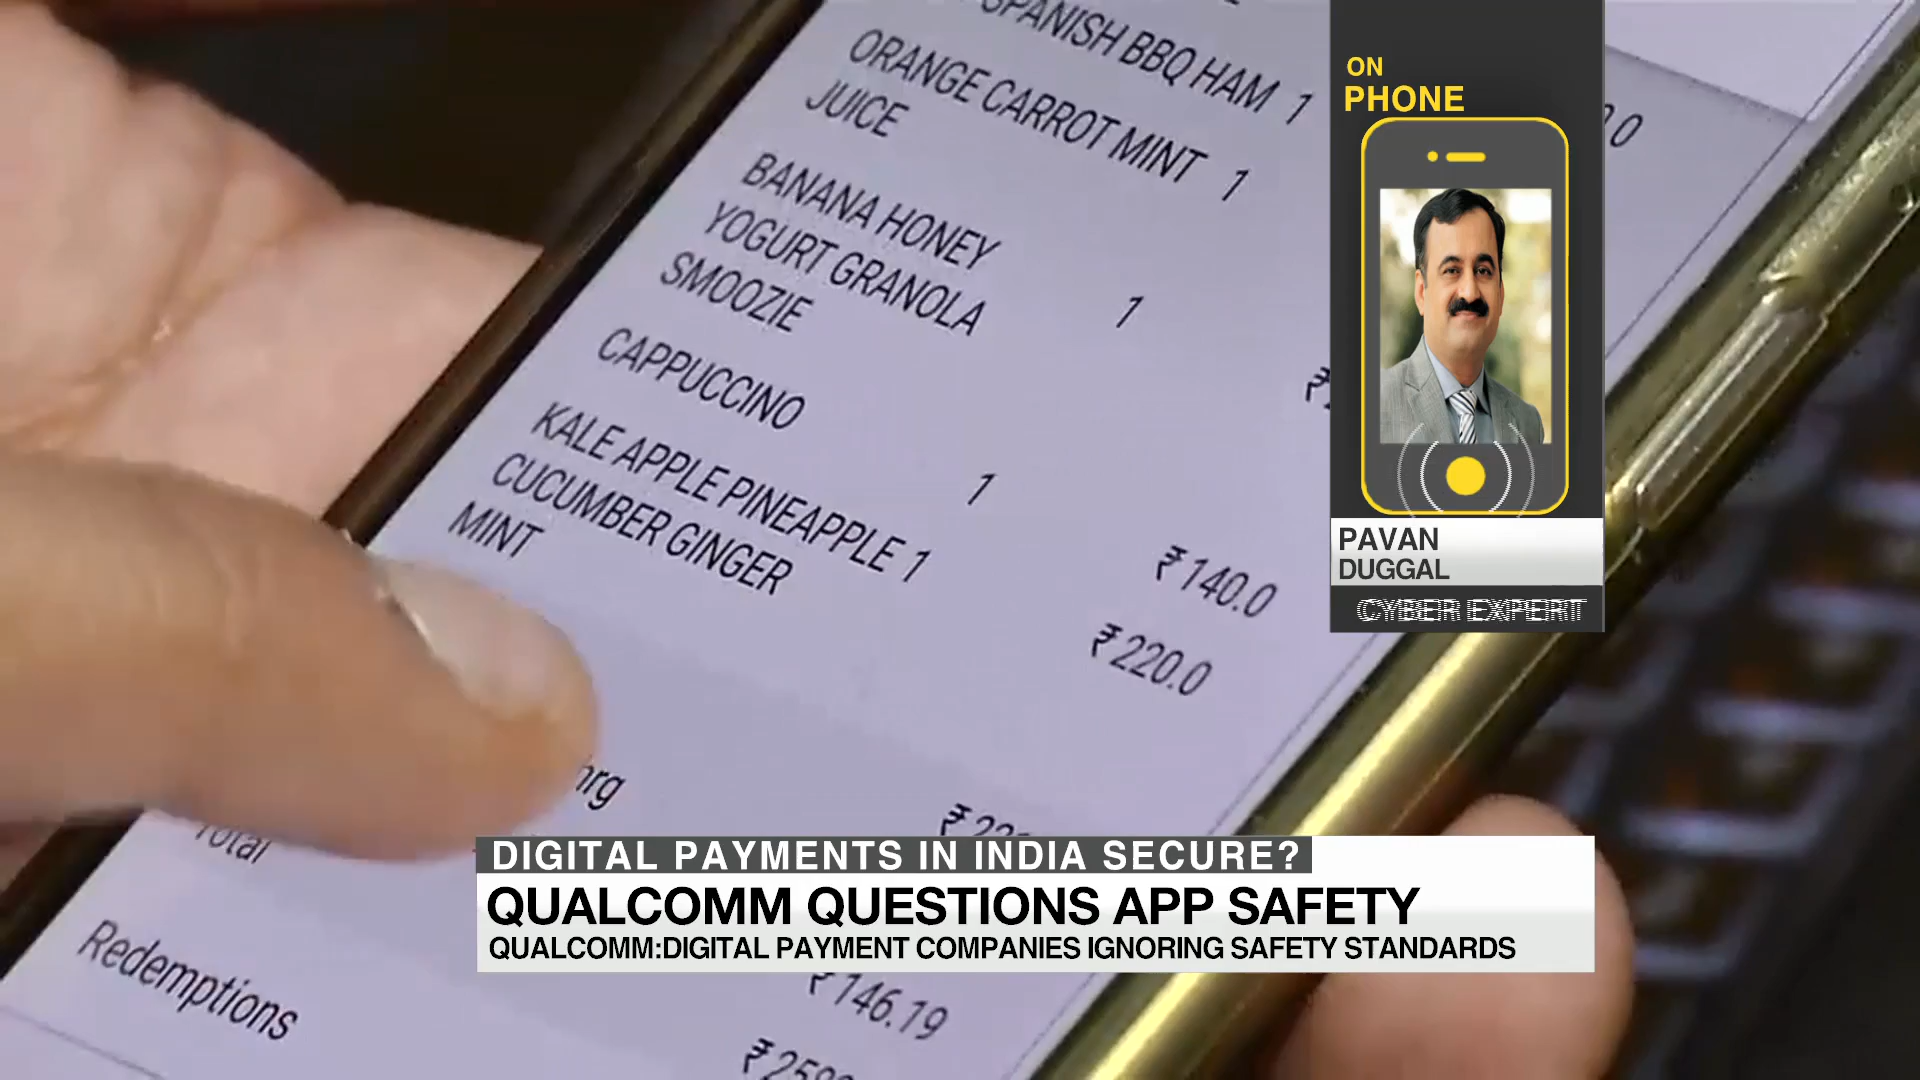 SPANISH BBQ HAM 1
ORANGE CARROT MINT 1
JUICE
BANANA HONEY
YOGURT GRANOLA 1
SMOOZIE
CAPPUCCINO 1
KALE APPLE PINEAPPLE 1
CUCUMBER GINGER
MINT
₹140.0
₹220.0
Total
Redemptions
₹146.19
ON
PHONE
PAVAN
DUGGAL
CYBER EXPERT
DIGITAL PAYMENTS IN INDIA SECURE?
QUALCOMM QUESTIONS APP SAFETY
QUALCOMM:DIGITAL PAYMENT COMPANIES IGNORING SAFETY STANDARDS